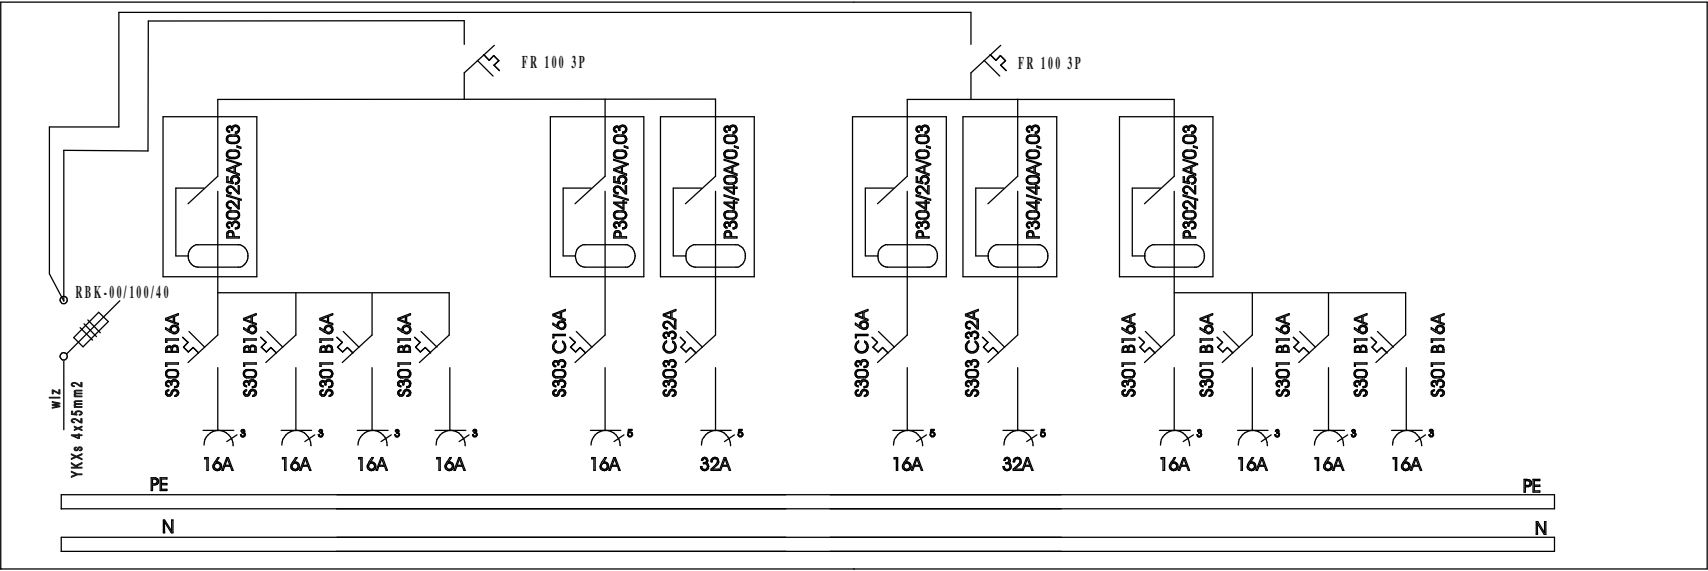 FR 100 3P
FR 100 3P
P302/25A/0,03
P304/25A/0,03
P304/40A/0,03
P304/25A/0,03
P304/40A/0,03
P302/25A/0,03
RBK-00/100/40
S301 B16A
S301 B16A
S301 B16A
S301 B16A
S303 C16A
S303 C32A
S303 C16A
S303 C32A
S301 B16A
S301 B16A
S301 B16A
S301 B16A
S301 B16A
wlz
YKXs 4x25mm2
3
3
3
3
5
5
5
5
3
3
3
3
16A
16A
16A
16A
16A
32A
16A
32A
16A
16A
16A
16A
PE
PE
N
N